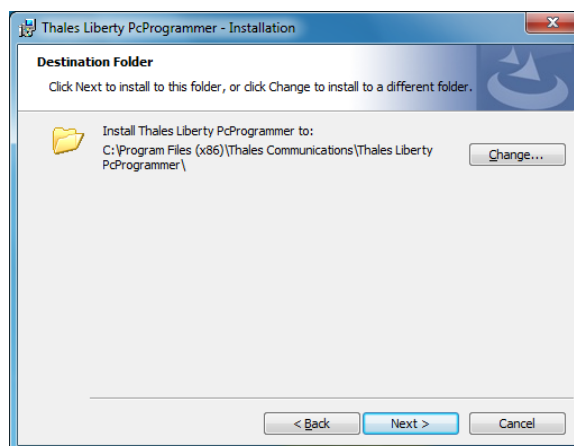 Thales Liberty PcProgrammer - Installation
Destination Folder
Click Next to install to this folder, or click Change to install to a different folder.
Install Thales Liberty PcProgrammer to:
C:\Program Files (x86)\Thales Communications\Thales Liberty
PcProgrammer\
Change...
< Back
Next >
Cancel